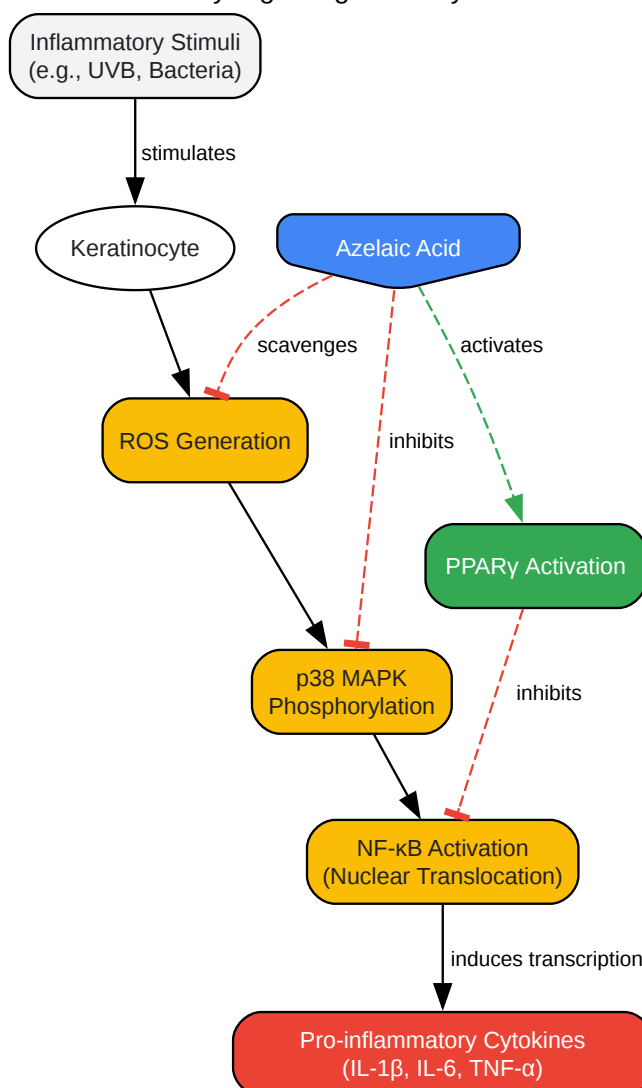 Inflammatory Stimuli
(e.g., UVB, Bacteria)
stimulates
Keratinocyte
Azelaic Acid
scavenges
activates
ROS Generation
inhibits
PPARγ Activation
p38 MAPK
Phosphorylation
inhibits
NF-κB Activation
(Nuclear Translocation)
induces transcription
Pro-inflammatory Cytokines
(IL-1β, IL-6, TNF-α)